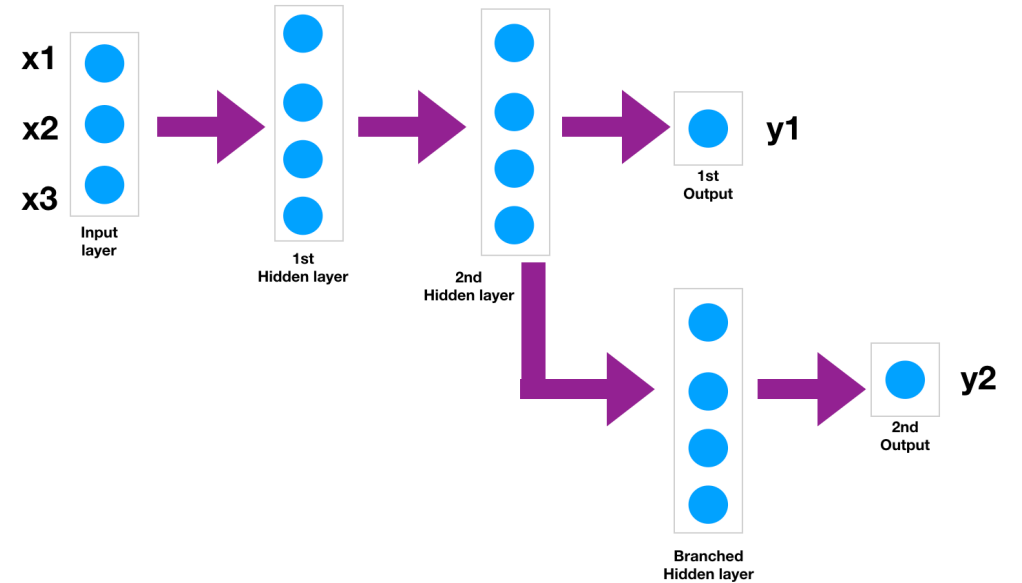 x1
x2
x3
Input
layer
1st
Hidden layer
2nd
Hidden layer
1st
Output
y1
Branched
Hidden layer
2nd
Output
y2